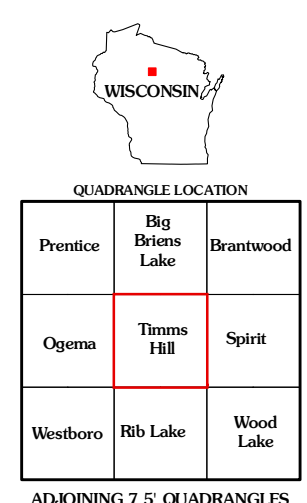 WISCONSIN
QUADRANGLE LOCATION
Prentice
Big
Briens
Lake
Brantwood
Ogema
Timms
Hill
Spirit
Westboro
Rib Lake
Wood
Lake
ADJOINING 7.5' QUADRANGLES